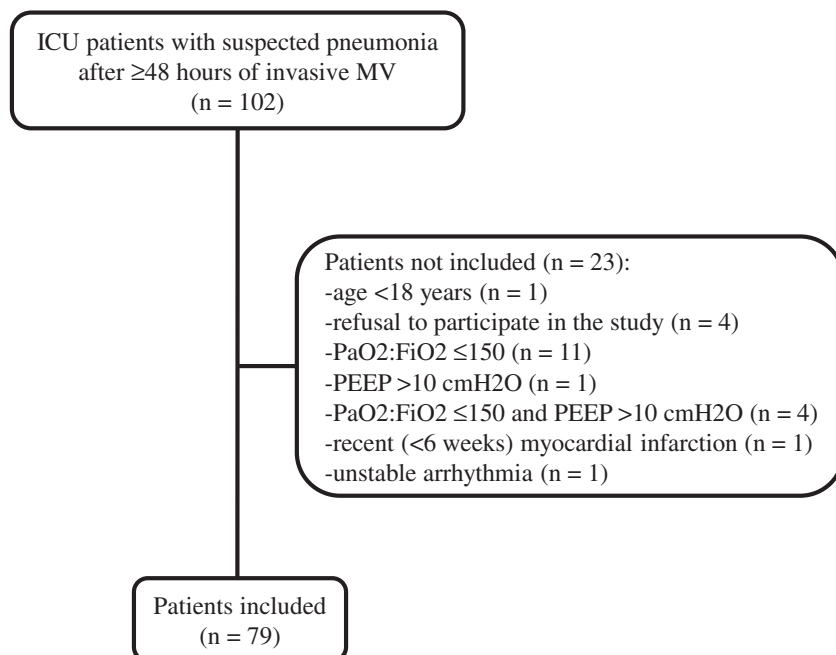 ICU patients with suspected pneumonia
after ≥48 hours of invasive MV
(n = 102)
Patients not included (n = 23):
-age <18 years (n = 1)
-refusal to participate in the study (n = 4)
-PaO2:FiO2 ≤150 (n = 11)
-PEEP >10 cmH2O (n = 1)
-PaO2:FiO2 ≤150 and PEEP >10 cmH2O (n = 4)
-recent (<6 weeks) myocardial infarction (n = 1)
-unstable arrhythmia (n = 1)
Patients included
(n = 79)